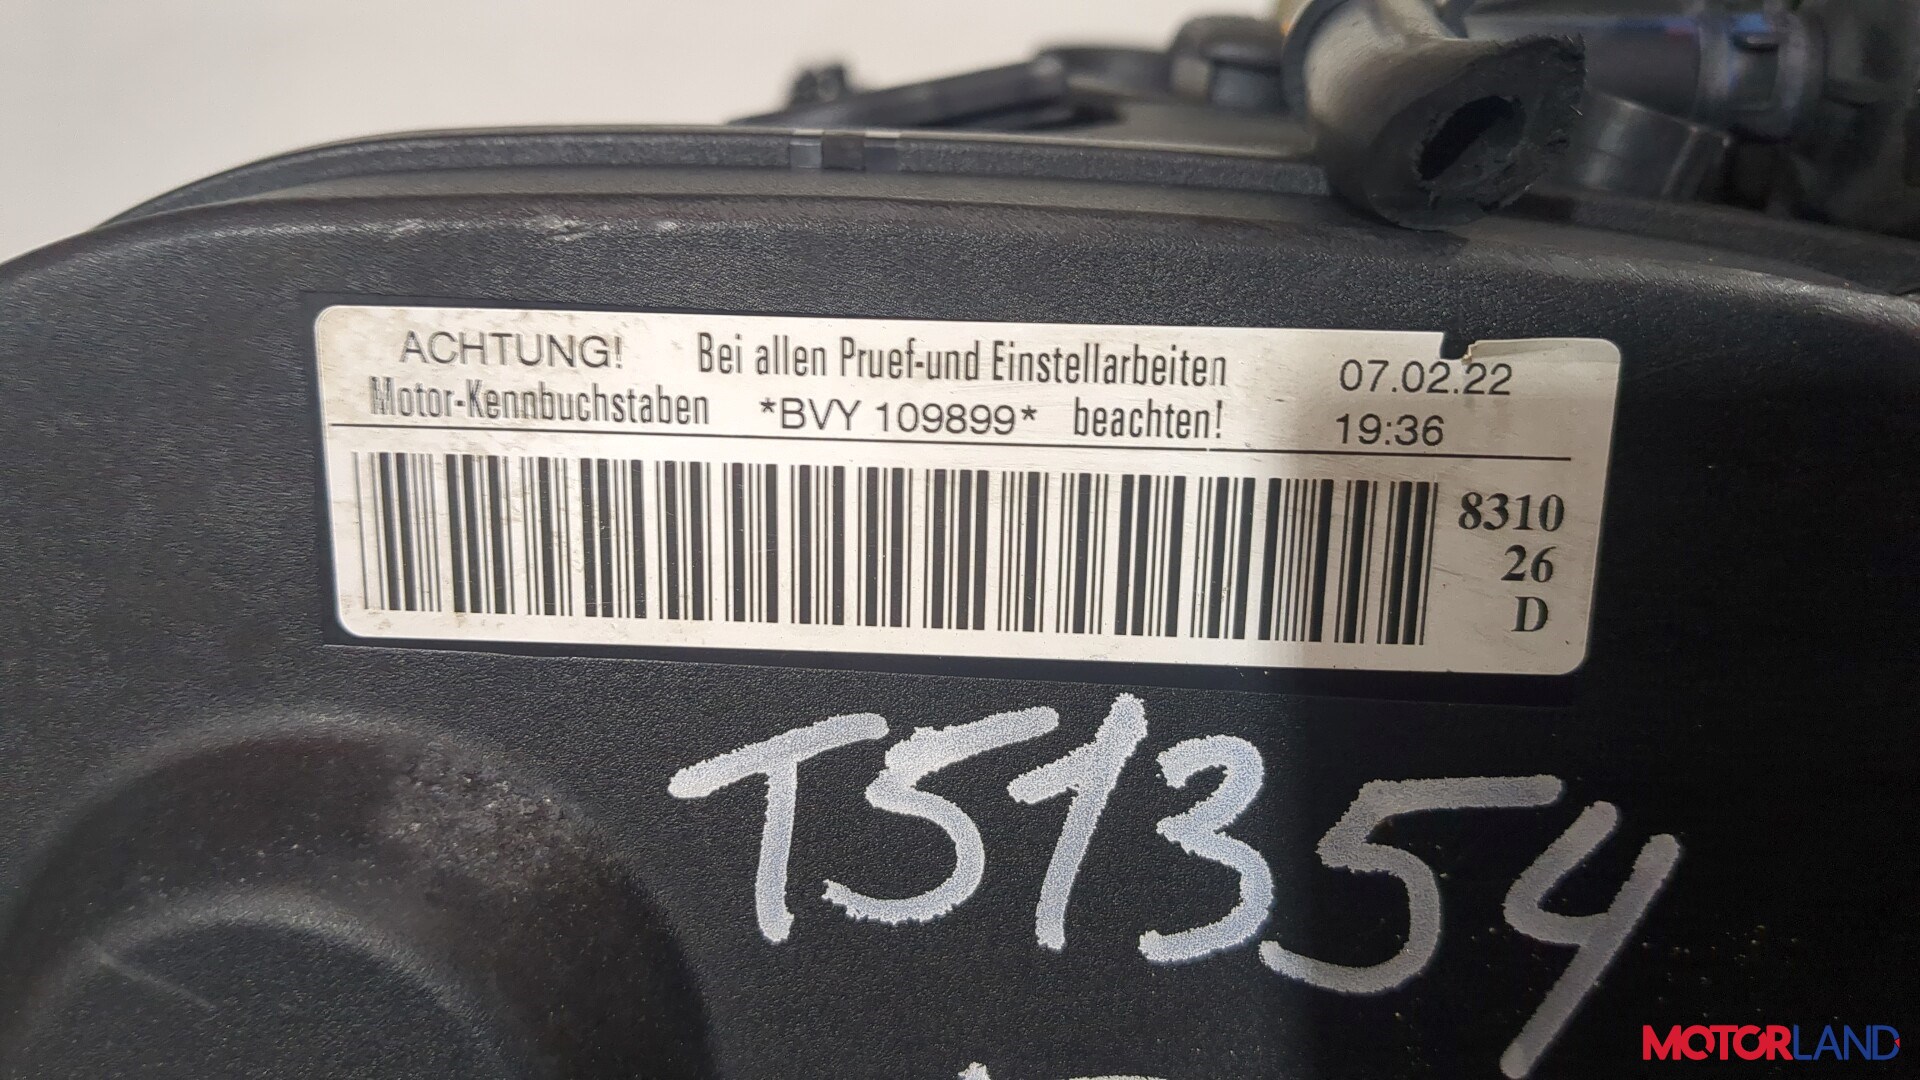 ACHTUNG! Bei allen Pruef-und Einstellarbeiten 07.02.22
Motor-Kennbuchstaben *BVY 109899* beachten! 19:36
8310
26
D
T51354
MOTORLAND